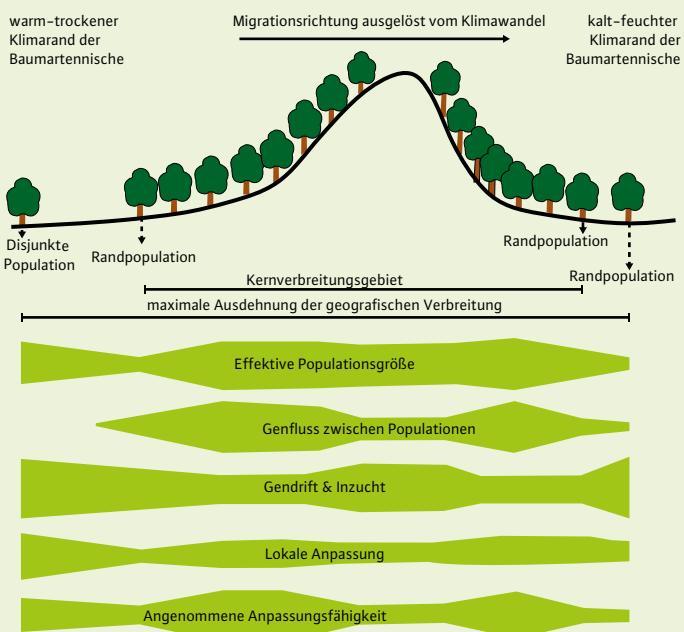 warm-trockener
Klimarand der
Baumartennische
Migrationsrichtung ausgelöst vom Klimawandel
kalt-feuchter
Klimarand der
Baumartennische
Disjunkte
Population
Randpopulation
Randpopulation
Randpopulation
Kernverbreitungsgebiet
maximale Ausdehnung der geografischen Verbreitung
Effektive Populationsgröße
Genfluss zwischen Populationen
Gendrift & Inzucht
Lokale Anpassung
Angenommene Anpassungsfähigkeit